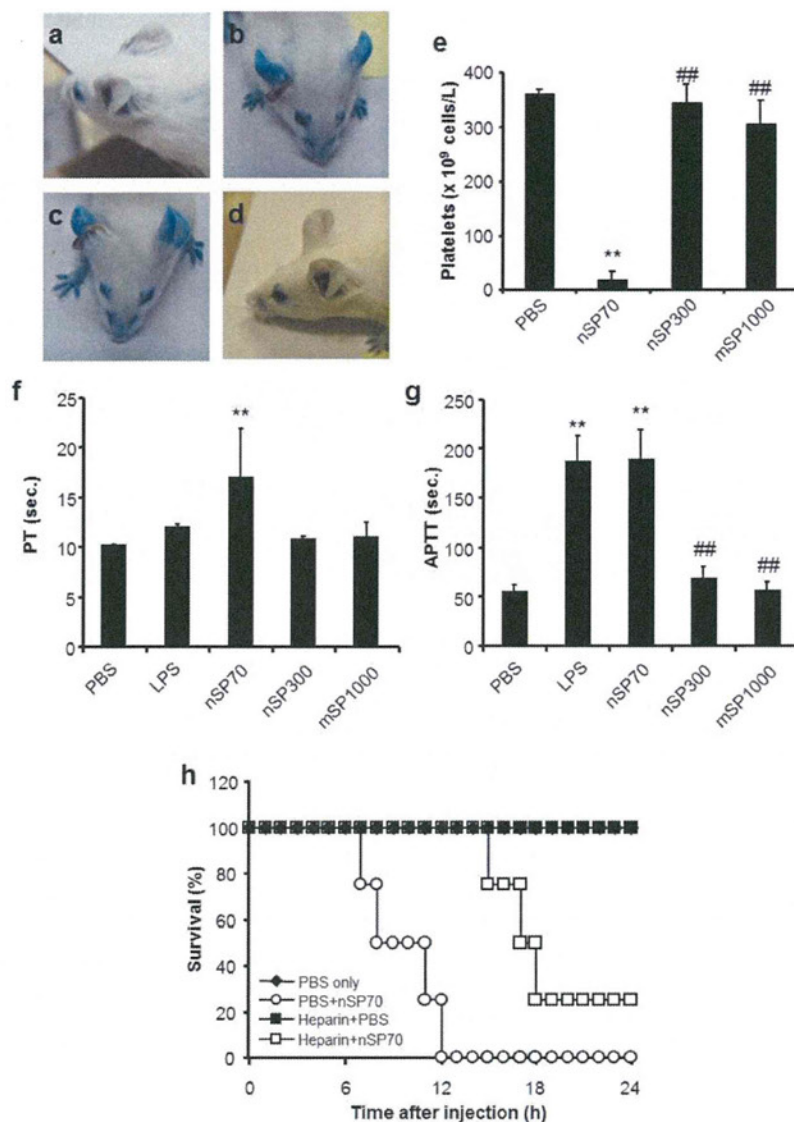 a
b
c
d
e
Platelets (x 10⁹ cells/L)
400
300
200
100
0
**
##
##
PBS
nSP70
nSP300
mSP1000
f
PT (sec.)
25
20
15
10
5
0
**
PBS
LPS
nSP70
nSP300
mSP1000
g
APTT (sec.)
250
200
150
100
50
0
**
**
##
##
PBS
LPS
nSP70
nSP300
mSP1000
h
Survival (%)
120
100
80
60
40
20
0
PBS only
PBS+nSP70
Heparin+PBS
Heparin+nSP70
0 6 12 18 24
Time after injection (h)